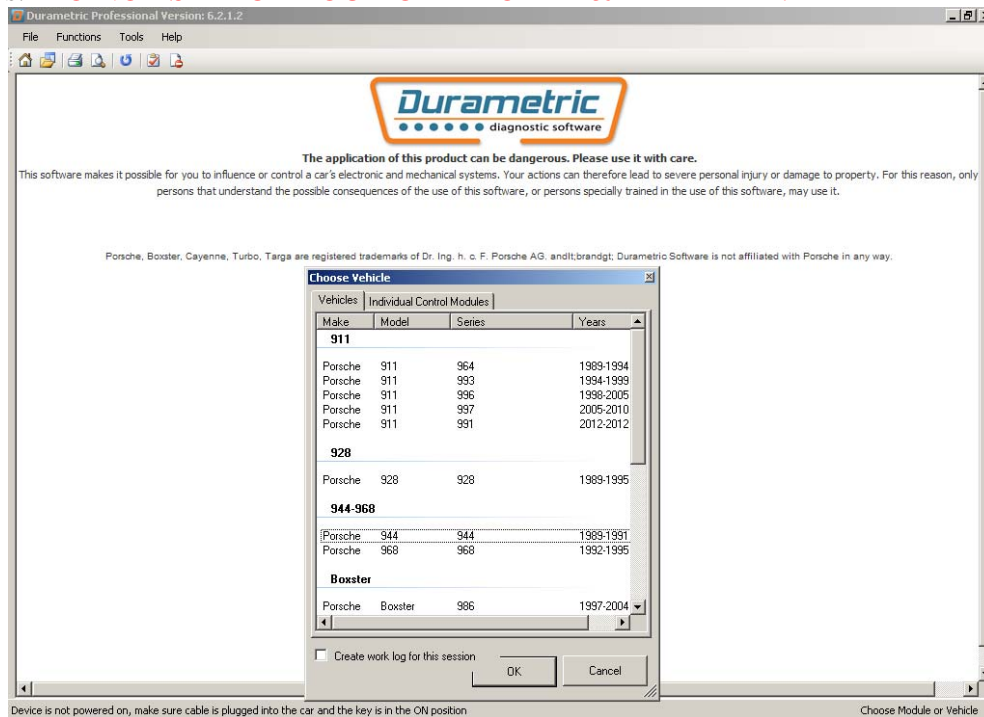 Durametric Professional Version: 6.2.1.2
File Functions Tools Help
Durametric
diagnostic software
The application of this product can be dangerous. Please use it with care.
This software makes it possible for you to influence or control a car's electronic and mechanical systems. Your actions can therefore lead to severe personal injury or damage to property. For this reason, only
persons that understand the possible consequences of the use of this software, or persons specially trained in the use of this software, may use it.
Porsche, Boxster, Cayenne, Turbo, Targa are registered trademarks of Dr. Ing. h. c. F. Porsche AG. andlt;brandgt; Durametric Software is not affiliated with Porsche in any way.
Choose Vehicle
Vehicles Individual Control Modules
Make Model Series Years
911
Porsche 911 964 1989-1994
Porsche 911 993 1994-1999
Porsche 911 996 1998-2005
Porsche 911 997 2005-2010
Porsche 911 991 2012-2012
928
Porsche 928 928 1989-1995
944-968
Porsche 944 944 1989-1991
Porsche 968 968 1992-1995
Boxster
Porsche Boxster 986 1997-2004
Create work log for this session
OK Cancel
Device is not powered on, make sure cable is plugged into the car and the key is in the ON position Choose Module or Vehicle